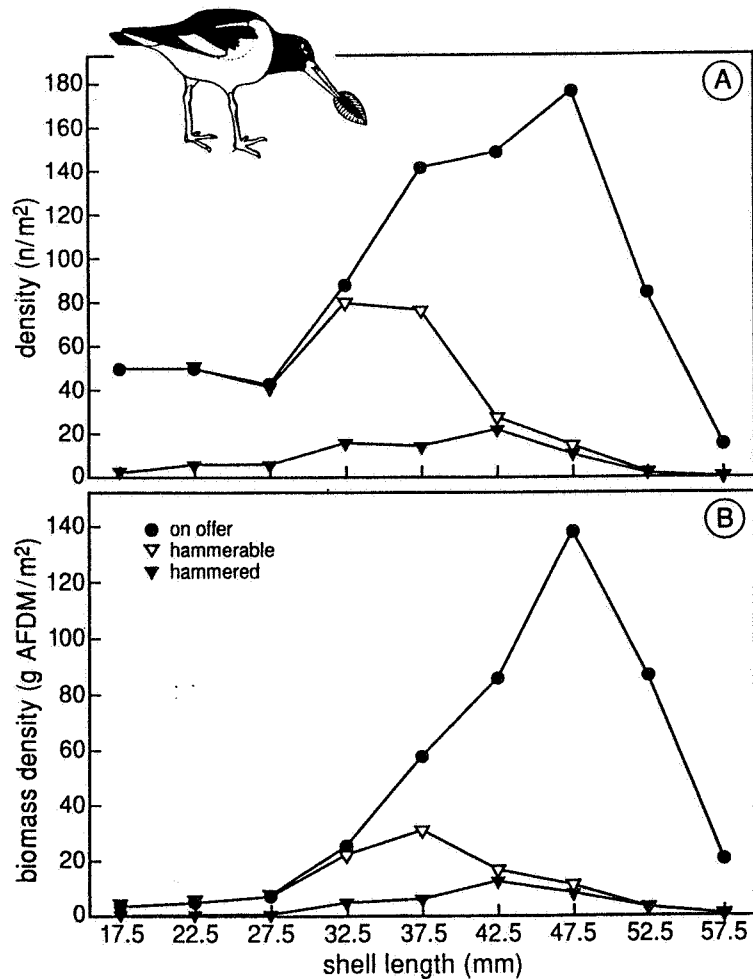 A
density (n/m²)
180
160
140
120
100
80
60
40
20
0
B
biomass density (g AFDM/m²)
● on offer
▽ hammerable
▼ hammered
140
120
100
80
60
40
20
0
17.5 22.5 27.5 32.5 37.5 42.5 47.5 52.5 57.5
shell length (mm)